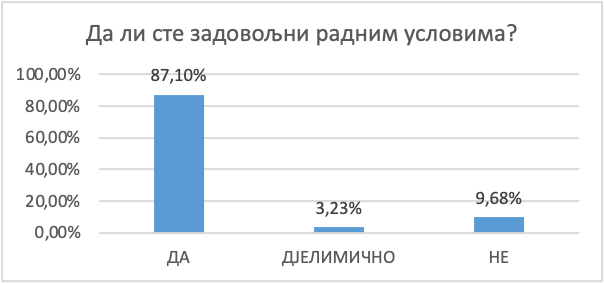 Да ли сте задовољни радним условима?
100,00%
80,00%
60,00%
40,00%
20,00%
0,00%
87,10%
3,23%
9,68%
ДА
ДЈЕЛИМИЧНО
НЕ